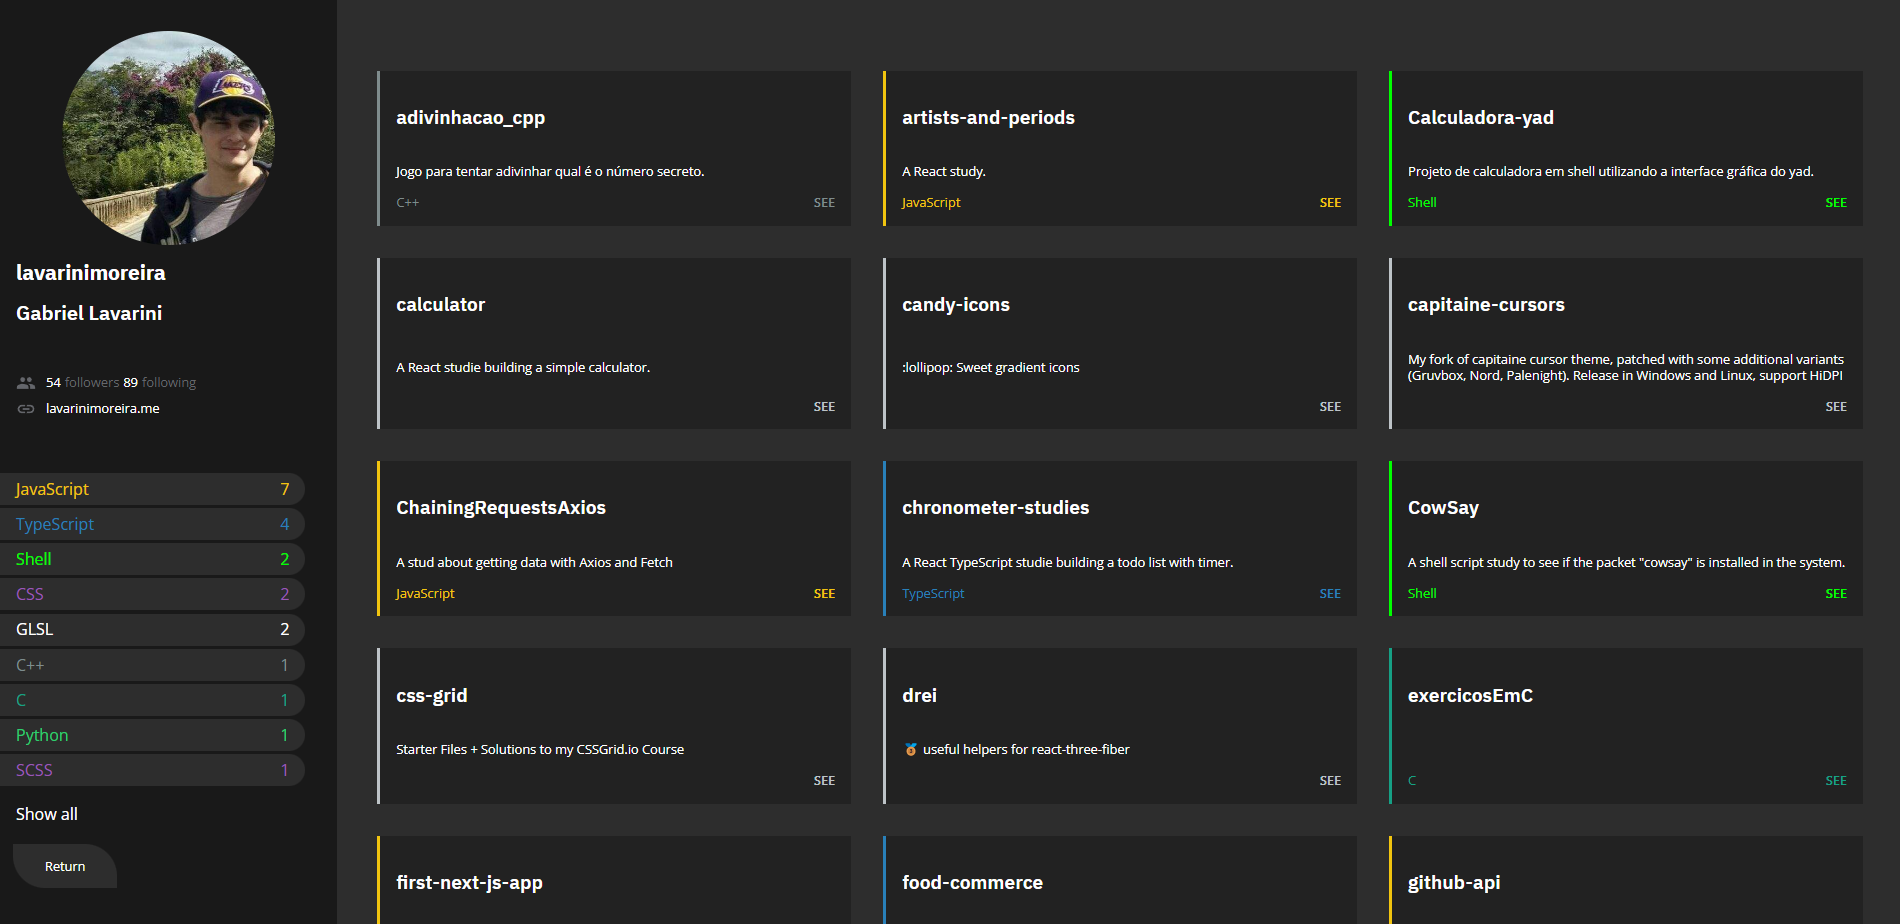 lavarinimoreira
Gabriel Lavarini
54 followers 89 following
lavarinimoreira.me
JavaScript 7
TypeScript 4
Shell 2
CSS 2
GLSL 2
C++ 1
C 1
Python 1
SCSS 1
Show all
Return
adivinhacao_cpp
Jogo para tentar adivinhar qual é o número secreto.
C++ SEE
artists-and-periods
A React study.
JavaScript SEE
Calculadora-yad
Projeto de calculadora em shell utilizando a interface gráfica do yad.
Shell SEE
calculator
A React studie building a simple calculator.
SEE
candy-icons
:lollipop: Sweet gradient icons
SEE
capitaine-cursors
My fork of capitaine cursor theme, patched with some additional variants
(Gruvbox, Nord, Palenight). Release in Windows and Linux, support HiDPI
SEE
ChainingRequestsAxios
A stud about getting data with Axios and Fetch
JavaScript SEE
chronometer-studies
A React TypeScript studie building a todo list with timer.
TypeScript SEE
CowSay
A shell script study to see if the packet "cowsay" is installed in the system.
Shell SEE
css-grid
Starter Files + Solutions to my CSSGrid.io Course
SEE
drei
🥉 useful helpers for react-three-fiber
SEE
exercicosEmC
C SEE
first-next-js-app
food-commerce
github-api